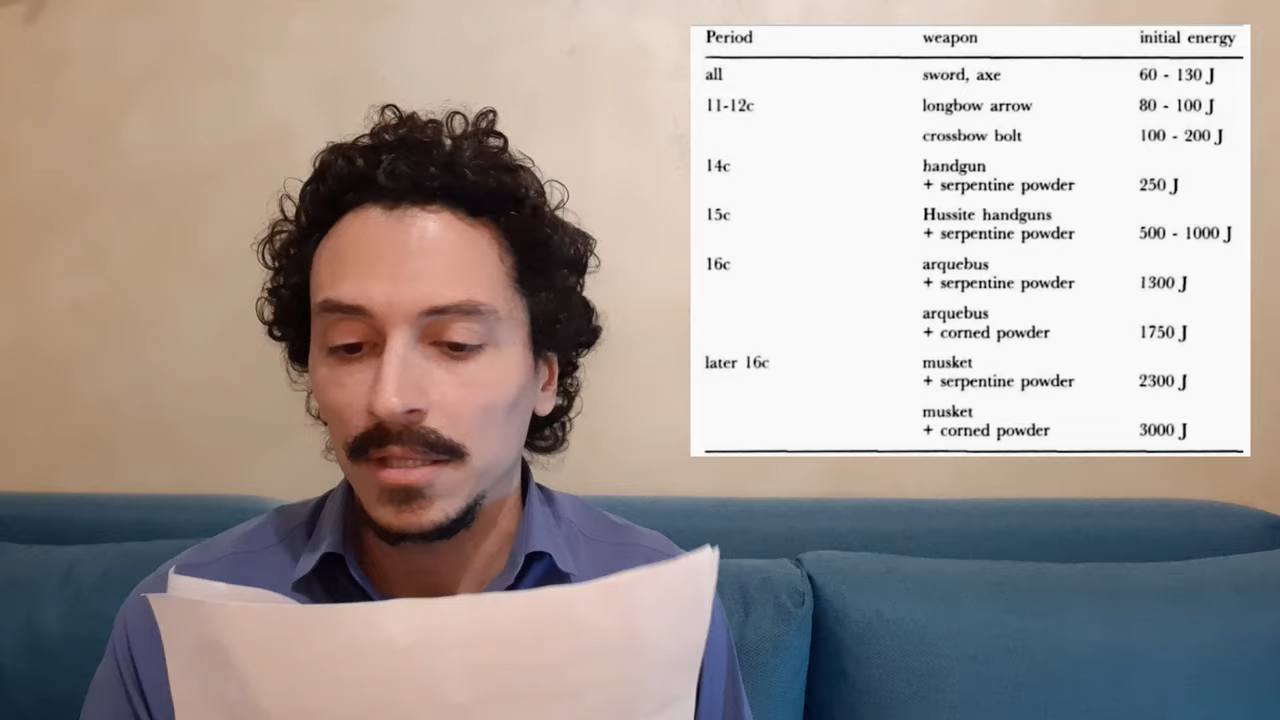 Period weapon initial energy
all sword, axe 60 - 130 J
11-12c longbow arrow 80 - 100 J
crossbow bolt 100 - 200 J
14c handgun
+ serpentine powder 250 J
15c Hussite handguns
+ serpentine powder 500 - 1000 J
16c arquebus
+ serpentine powder 1300 J
arquebus
+ corned powder 1750 J
later 16c musket
+ serpentine powder 2300 J
musket
+ corned powder 3000 J